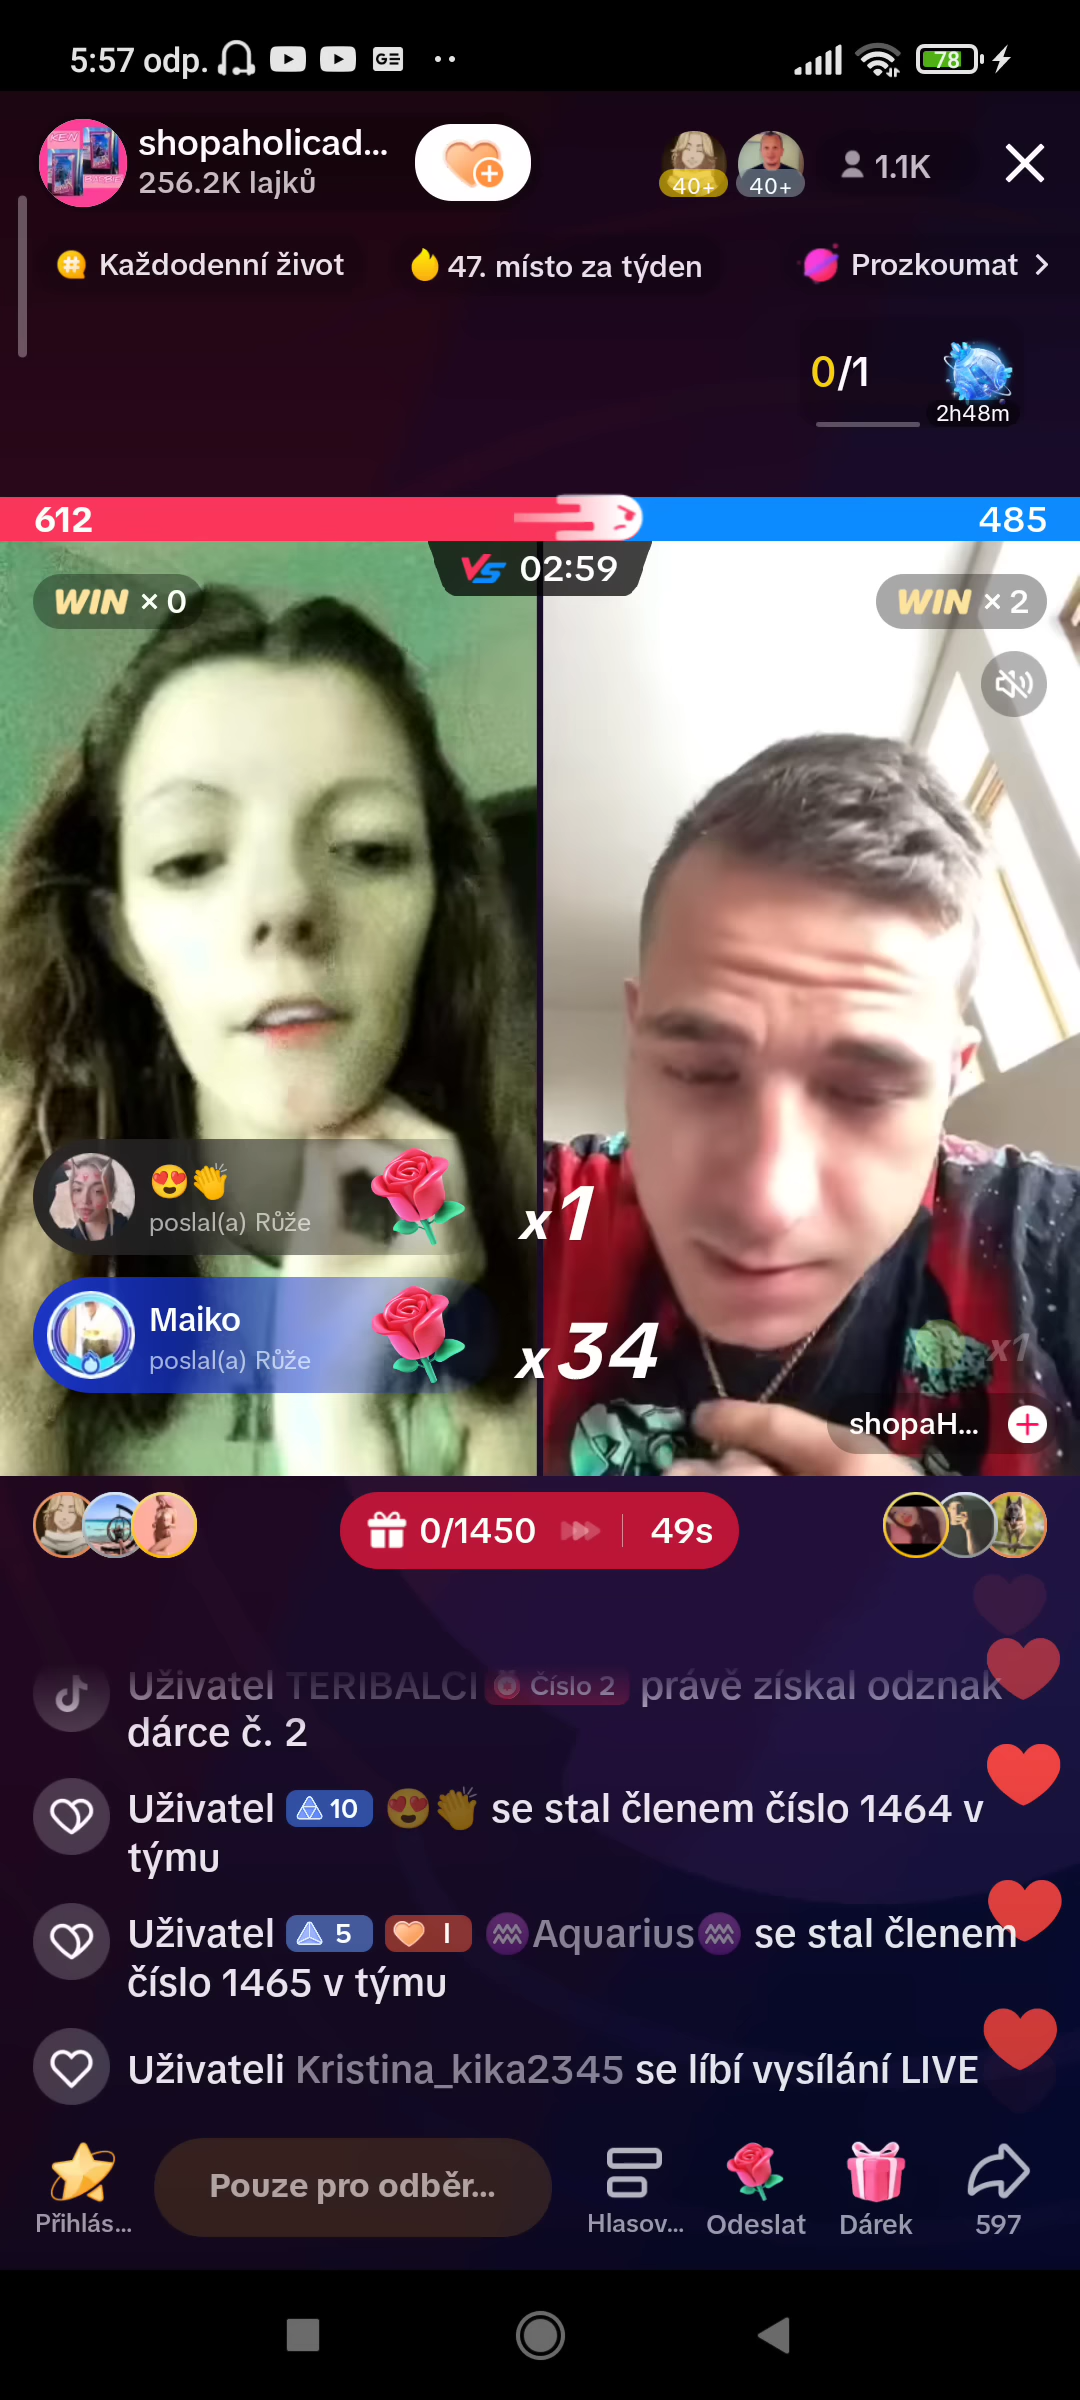 5:57 odp.
78
shopaholicad...
256.2K lajků
40+
40+
1.1K
Každodenní život
47. místo za týden
Prozkoumat
0/1
2h48m
612
485
VS 02:59
WIN × 0
WIN × 2
poslal(a) Růže
x1
Maiko
poslal(a) Růže
x34
x1
shopaH...
0/1450
49s
Uživatel TERIBALCI Číslo 2 právě získal odznak
dárce č. 2
Uživatel 10 😍👏 se stal členem číslo 1464 v
týmu
Uživatel 5 I ♒Aquarius♒ se stal členem
číslo 1465 v týmu
Uživateli Kristina_kika2345 se líbí vysílání LIVE
Přihlás...
Pouze pro odběr...
Hlasov...
Odeslat
Dárek
597